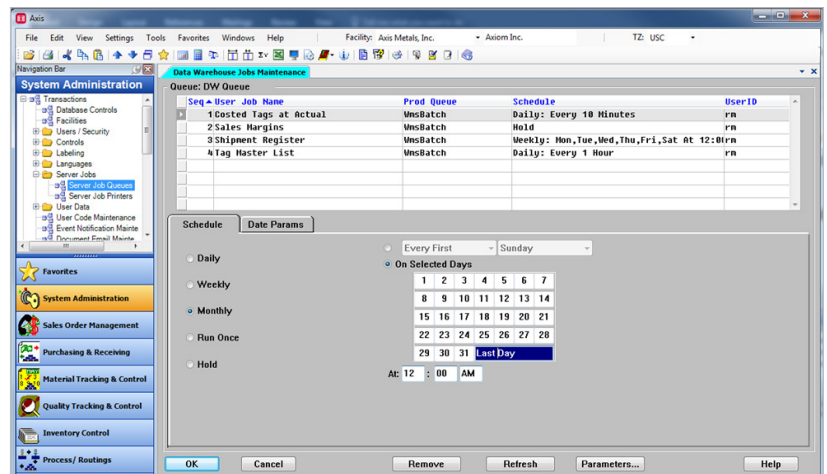 Axis
File Edit View Settings Tools Favorites Windows Help Facility: Axis Metals, Inc. Axiom Inc. TZ: USC
Navigation Bar
System Administration
Transactions
Database Controls
Facilities
Users / Security
Controls
Labeling
Languages
Server Jobs
Server Job Queues
Server Job Printers
User Data
User Code Maintenance
Event Notification Mainte
Document Email Mainte
Favorites
System Administration
Sales Order Management
Purchasing & Receiving
Material Tracking & Control
Quality Tracking & Control
Inventory Control
Process/ Routings
Data Warehouse Jobs Maintenance
Queue: DW Queue
Seq User Job Name Prod Queue Schedule UserID
1 Costed Tags at Actual WmsBatch Daily: Every 10 Minutes rm
2 Sales Margins WmsBatch Hold rm
3 Shipment Register WmsBatch Weekly: Mon,Tue,Wed,Thu,Fri,Sat At 12:0 rm
4 Tag Master List WmsBatch Daily: Every 1 Hour rm
Schedule Date Params
Daily
Weekly
Monthly
Run Once
Hold
Every First Sunday
On Selected Days
1 2 3 4 5 6 7
8 9 10 11 12 13 14
15 16 17 18 19 20 21
22 23 24 25 26 27 28
29 30 31 Last Day
At: 12 : 00 AM
OK Cancel Remove Refresh Parameters... Help